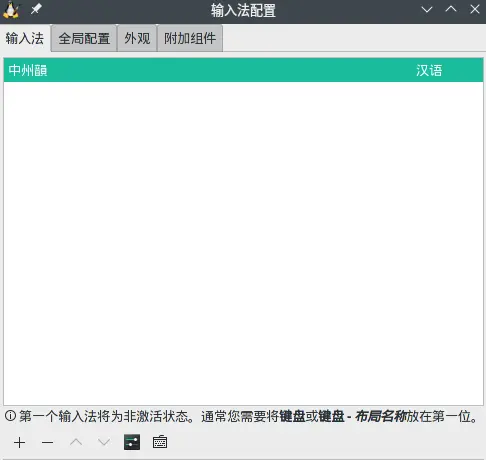 输入法配置
输入法 全局配置 外观 附加组件
中州韻 汉语
第一个输入法将为非激活状态。通常您需要将键盘或键盘 - 布局名称放在第一位。